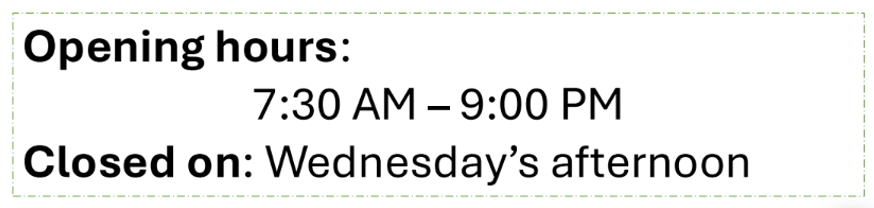 Opening hours:
7:30 AM – 9:00 PM
Closed on: Wednesday’s afternoon